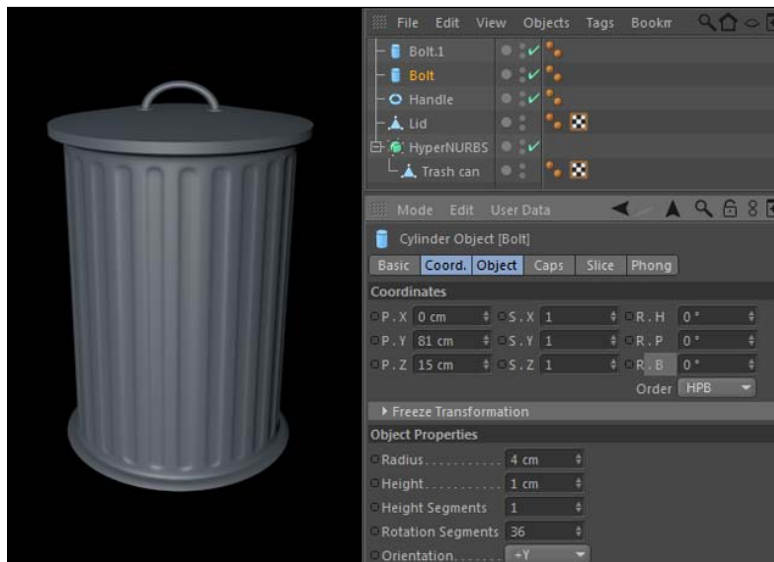 File Edit View Objects Tags Bookm
Bolt.1
Bolt
Handle
Lid
HyperNURBS
Trash can
Mode Edit User Data
Cylinder Object [Bolt]
Basic Coord. Object Caps Slice Phong
Coordinates
P . X 0 cm S . X 1 R . H 0 °
P . Y 81 cm S . Y 1 R . P 0 °
P . Z 15 cm S . Z 1 R . B 0 °
Order HPB
Freeze Transformation
Object Properties
Radius . . . . . . . . . . . 4 cm
Height . . . . . . . . . . . 1 cm
Height Segments 1
Rotation Segments 36
Orientation . . . . . . . +Y